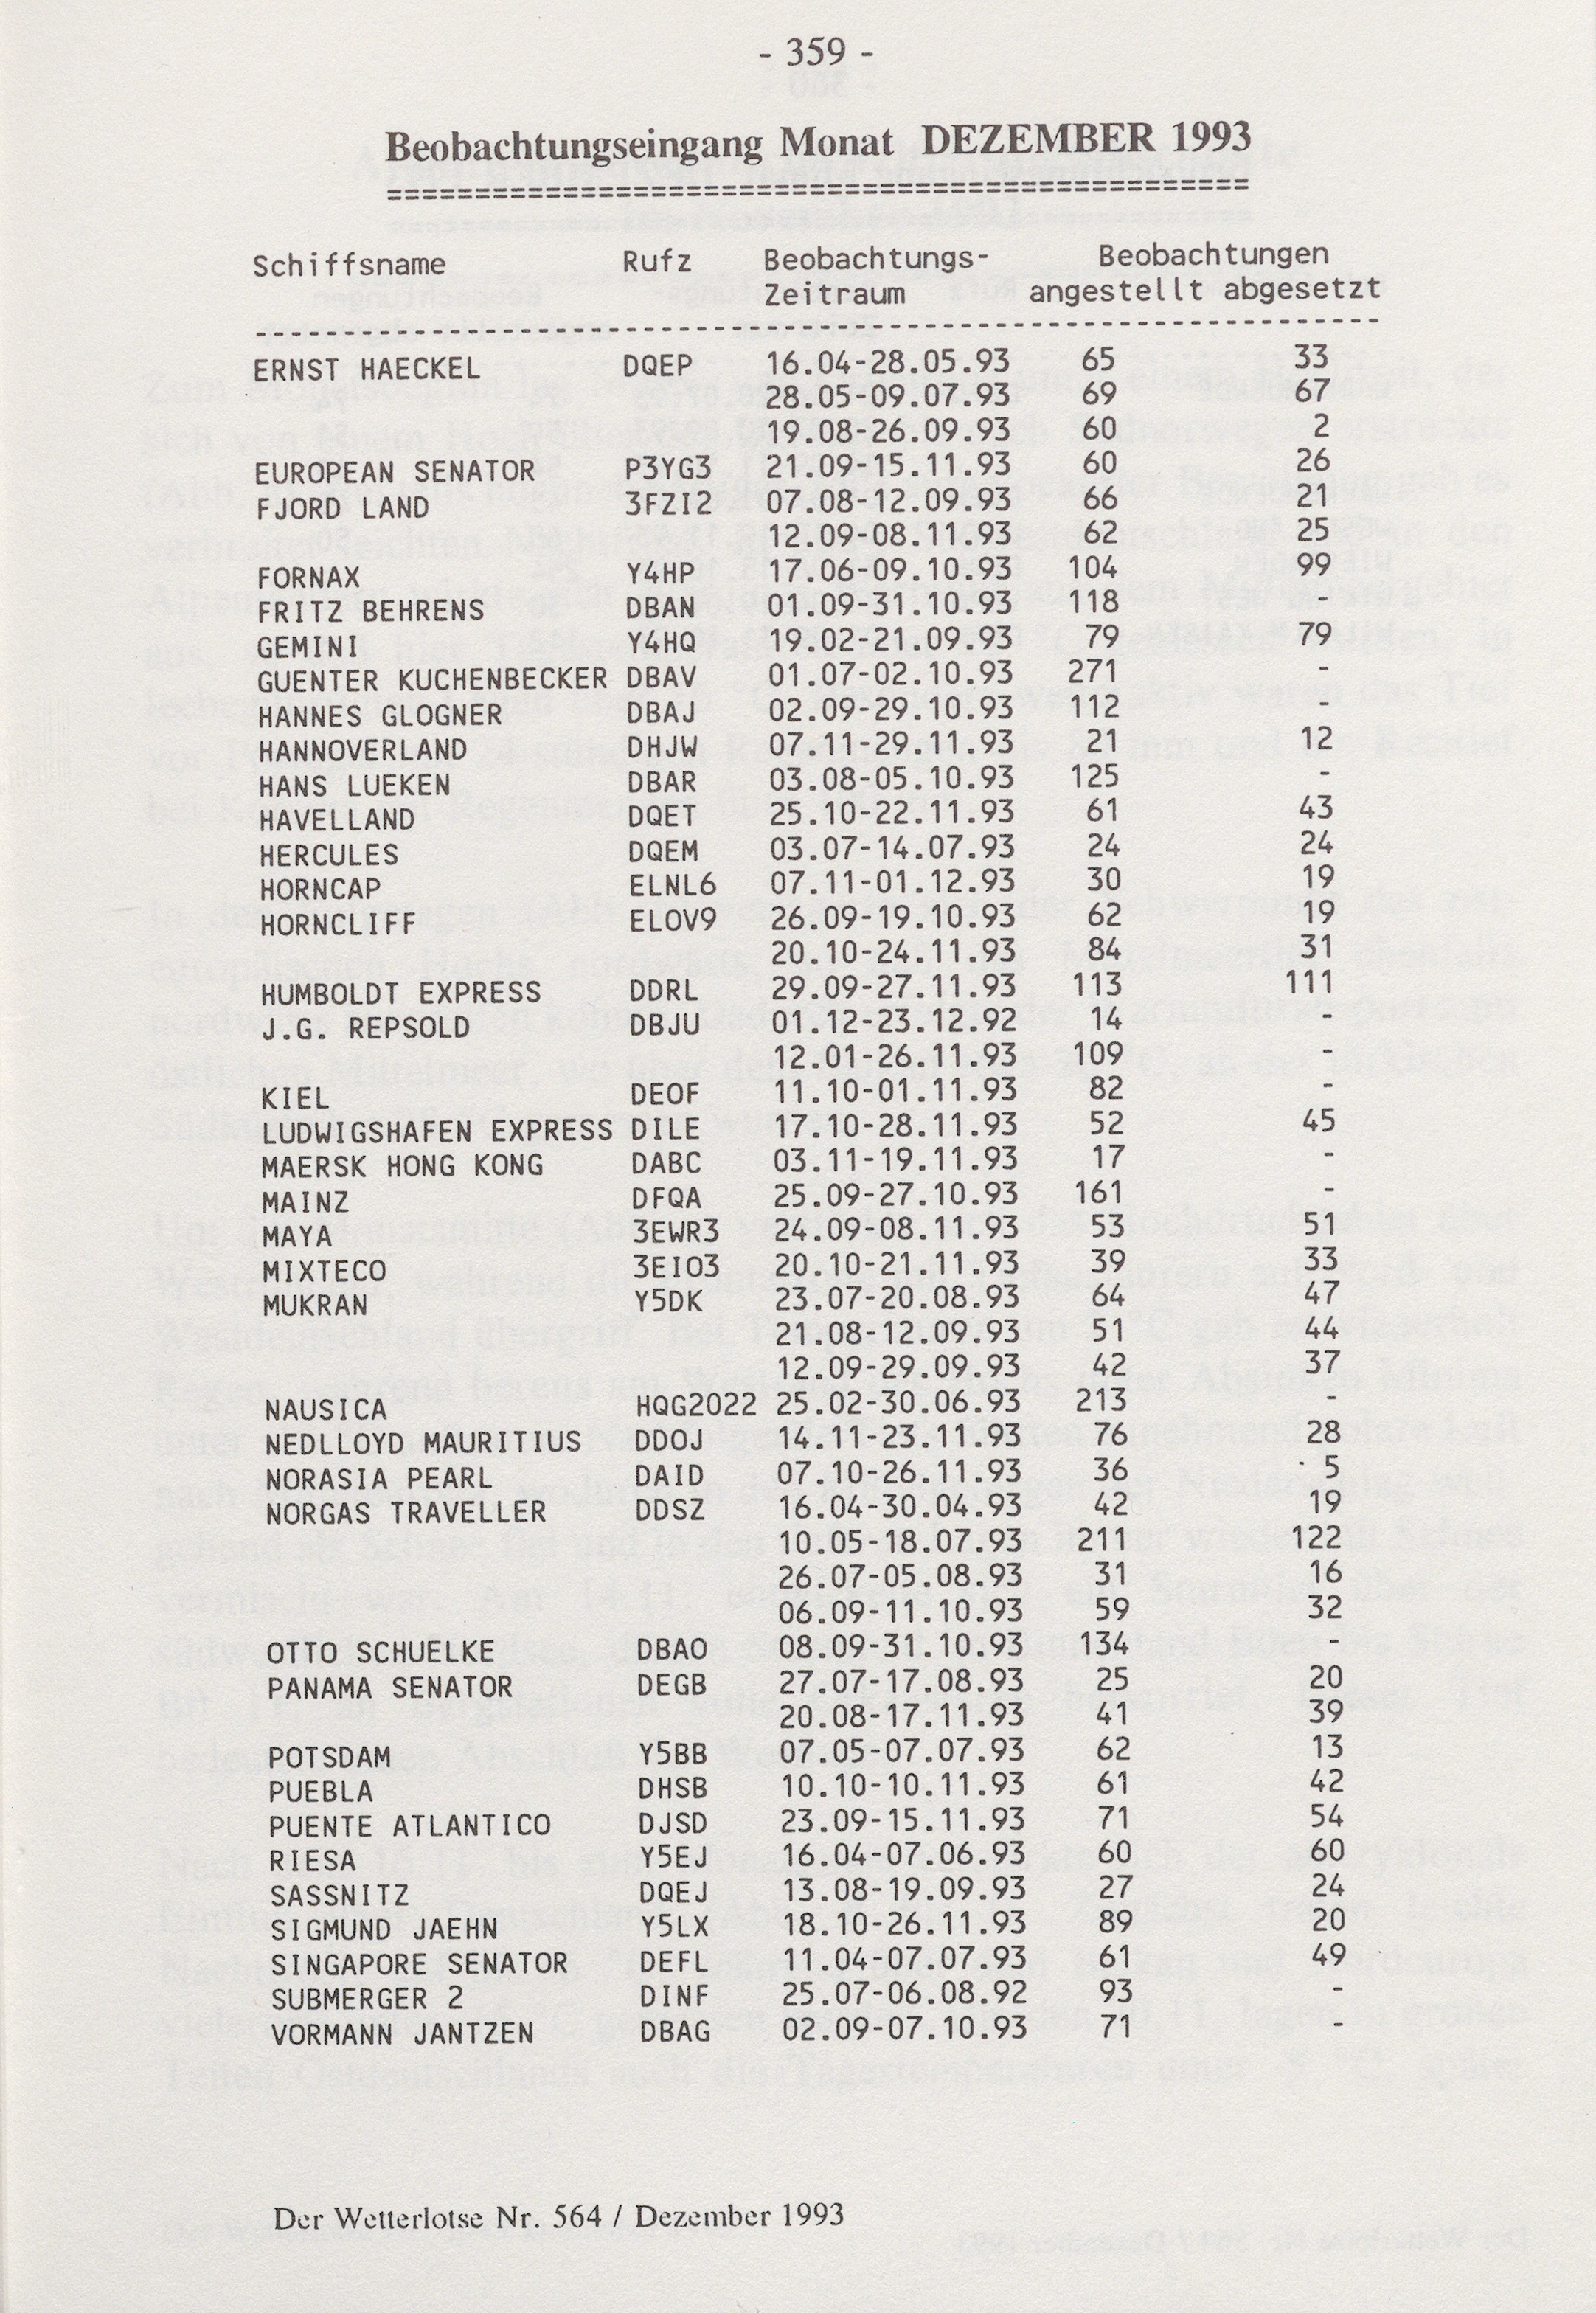 - 359 -
Beobachtungseingang Monat DEZEMBER 1993
==================================================
Schiffsname Rufz Beobachtungs- Beobachtungen
Zeitraum angestellt abgesetzt
-----------------------------------------------------------------
ERNST HAECKEL DQEP 16.04-28.05.93 65 33
28.05-09.07.93 69 67
19.08-26.09.93 60 2
EUROPEAN SENATOR P3YG3 21.09-15.11.93 60 26
FJORD LAND 3FZI2 07.08-12.09.93 66 21
12.09-08.11.93 62 25
FORNAX Y4HP 17.06-09.10.93 104 99
FRITZ BEHRENS DBAN 01.09-31.10.93 118 -
GEMINI Y4HQ 19.02-21.09.93 79 79
GUENTER KUCHENBECKER DBAV 01.07-02.10.93 271 -
HANNES GLOGNER DBAJ 02.09-29.10.93 112 -
HANNOVERLAND DHJW 07.11-29.11.93 21 12
HANS LUEKEN DBAR 03.08-05.10.93 125 -
HAVELLAND DQET 25.10-22.11.93 61 43
HERCULES DQEM 03.07-14.07.93 24 24
HORNCAP ELNL6 07.11-01.12.93 30 19
HORNCLIFF ELOV9 26.09-19.10.93 62 19
20.10-24.11.93 84 31
HUMBOLDT EXPRESS DDRL 29.09-27.11.93 113 111
J.G. REPSOLD DBJU 01.12-23.12.92 14 -
12.01-26.11.93 109 -
KIEL DEOF 11.10-01.11.93 82 -
LUDWIGSHAFEN EXPRESS DILE 17.10-28.11.93 52 45
MAERSK HONG KONG DABC 03.11-19.11.93 17 -
MAINZ DFQA 25.09-27.10.93 161 -
MAYA 3EWR3 24.09-08.11.93 53 51
MIXTECO 3EIO3 20.10-21.11.93 39 33
MUKRAN Y5DK 23.07-20.08.93 64 47
21.08-12.09.93 51 44
12.09-29.09.93 42 37
NAUSICA HQG2022 25.02-30.06.93 213 -
NEDLLOYD MAURITIUS DDOJ 14.11-23.11.93 76 28
NORASIA PEARL DAID 07.10-26.11.93 36 5
NORGAS TRAVELLER DDSZ 16.04-30.04.93 42 19
10.05-18.07.93 211 122
26.07-05.08.93 31 16
06.09-11.10.93 59 32
OTTO SCHUELKE DBAO 08.09-31.10.93 134 -
PANAMA SENATOR DEGB 27.07-17.08.93 25 20
20.08-17.11.93 41 39
POTSDAM Y5BB 07.05-07.07.93 62 13
PUEBLA DHSB 10.10-10.11.93 61 42
PUENTE ATLANTICO DJSD 23.09-15.11.93 71 54
RIESA Y5EJ 16.04-07.06.93 60 60
SASSNITZ DQEJ 13.08-19.09.93 27 24
SIGMUND JAEHN Y5LX 18.10-26.11.93 89 20
SINGAPORE SENATOR DEFL 11.04-07.07.93 61 49
SUBMERGER 2 DINF 25.07-06.08.92 93 -
VORMANN JANTZEN DBAG 02.09-07.10.93 71 -
Der Wetterlotse Nr. 564 / Dezember 1993